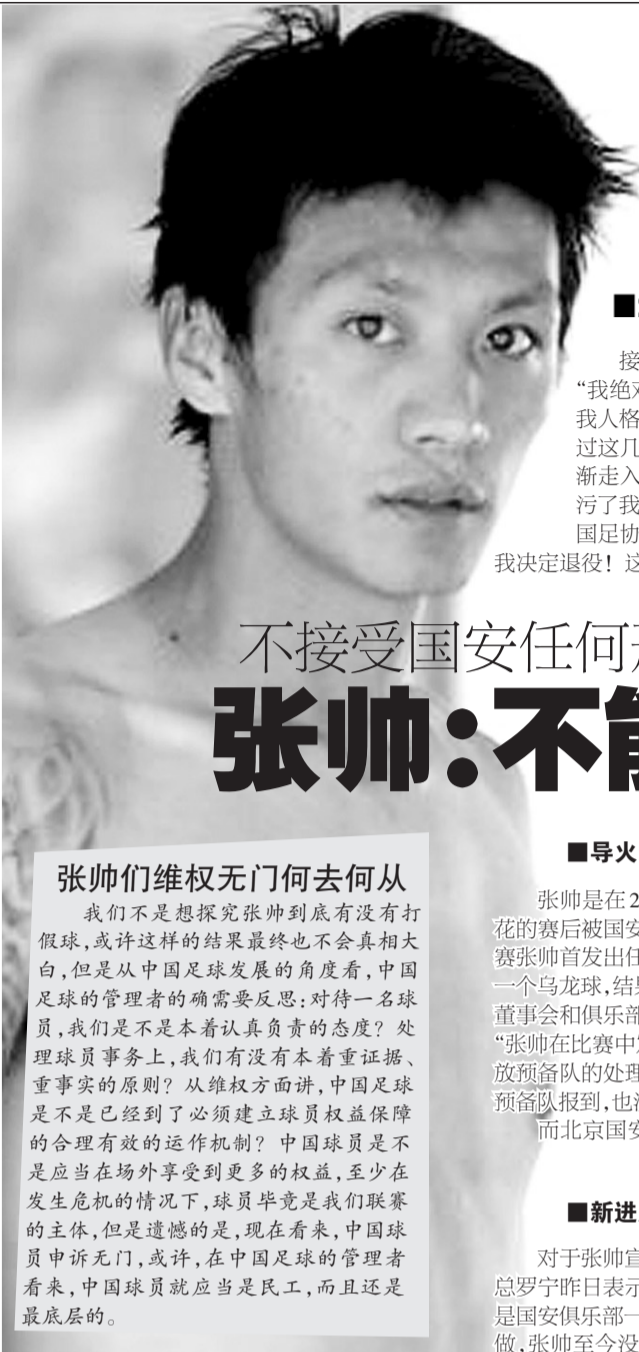 接
“我绝对
我人格
过这几
渐走入
污了我
国足协
我决定退役！这
不接受国安任何
张帅：不能
张帅们维权无门何去何从
我们不是想探究张帅到底有没有打
假球，或许这样的结果最终也不会真相大
白，但是从中国足球发展的角度看，中国
足球的管理者的确需要反思：对待一名球
员，我们是不是本着认真负责的态度？处
理球员事务上，我们有没有本着重证据、
重事实的原则？从维权方面讲，中国足球
是不是已经到了必须建立球员权益保障
的合理有效的运作机制？中国球员是不
是应当在场外享受到更多的权益，至少在
发生危机的情况下，球员毕竟是我们联赛
的主体，但是遗憾的是，现在看来，中国球
员申诉无门，或许，在中国足球的管理者
看来，中国球员就应当是民工，而且还是
最底层的。
■导火
张帅是在2
花的赛后被国安
赛张帅首发出任
一个乌龙球，结果
董事会和俱乐部
“张帅在比赛中
放预备队的处理
预备队报到，也没
而北京国安
■新进
对于张帅宣
总罗宁昨日表示
是国安俱乐部一
做，张帅至今没